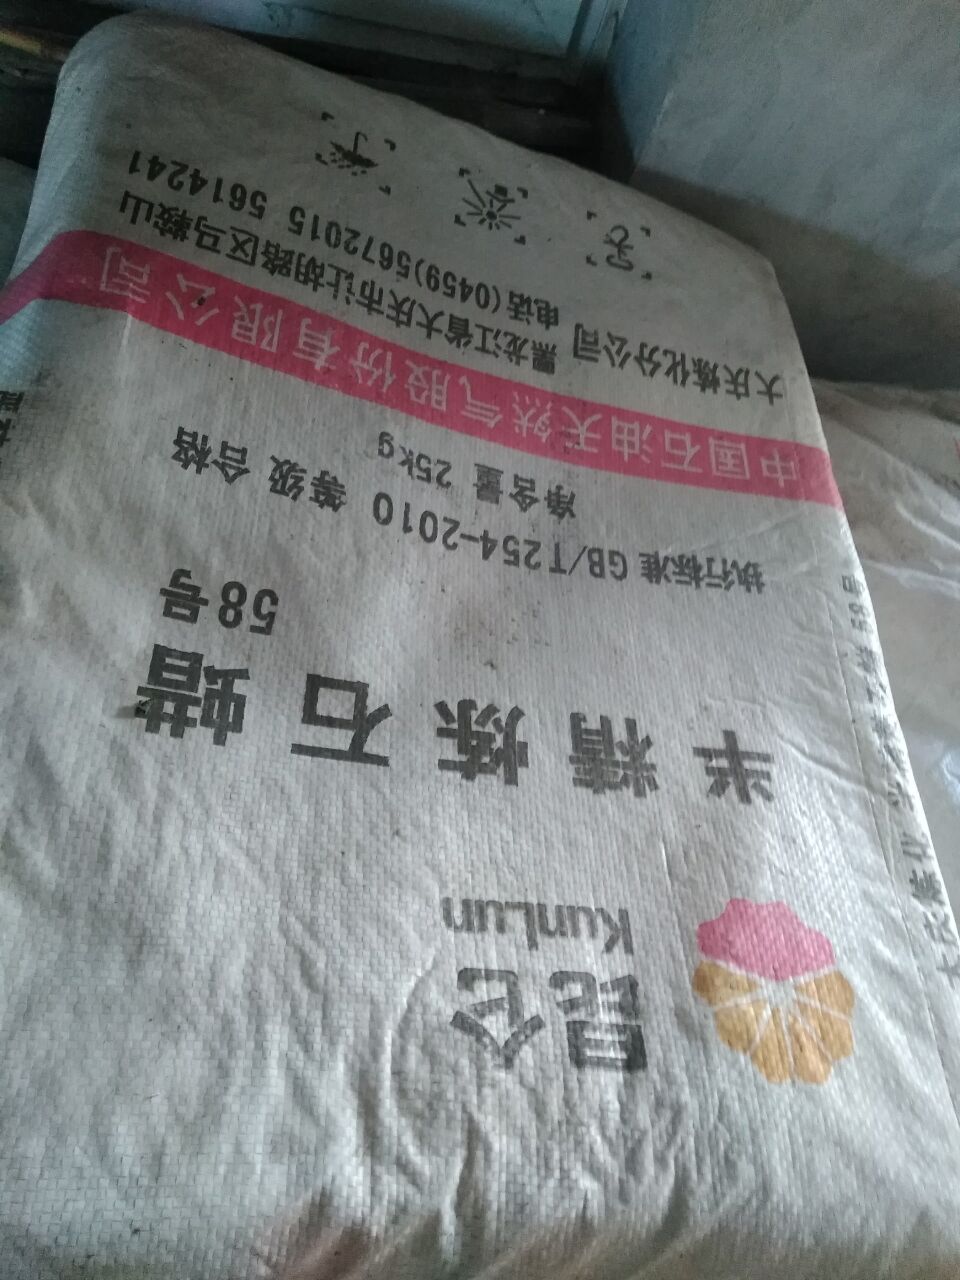 昆仑
KunLun
半精炼石蜡
58号
执行标准 GB/T254-2010 等级 合格
净含量 25kg
中国石油天然气股份有限公司
大庆炼化分公司 黑龙江省大庆市让胡路区马鞍山
电话(0459)5672015 5614241
58号